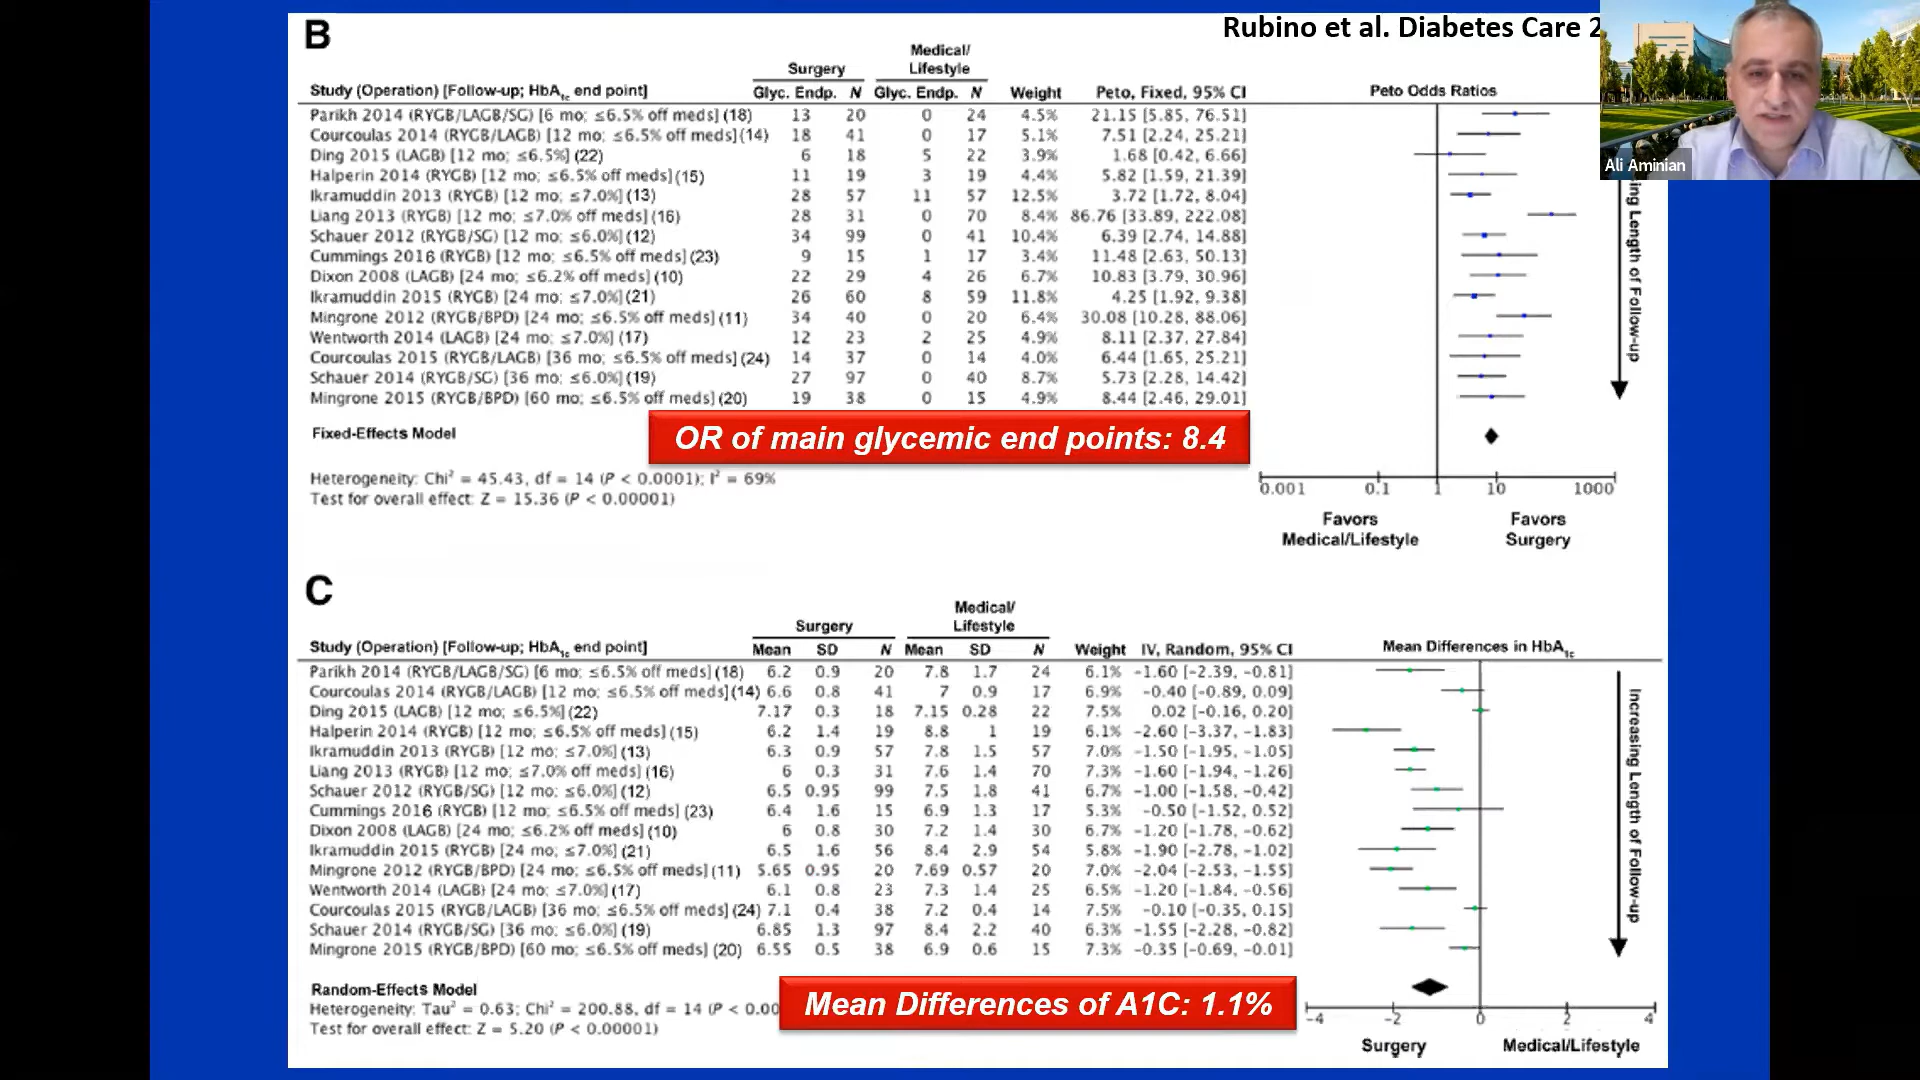 B
Rubino et al. Diabetes Care 2
Surgery
Medical/
Lifestyle
Study (Operation) [Follow-up; HbA1c end point] Glyc. Endp. N Glyc. Endp. N Weight Peto, Fixed, 95% CI Peto Odds Ratios
Parikh 2014 (RYGB/LAGB/SG) [6 mo; ≤6.5% off meds] (18) 13 20 0 24 4.5% 21.15 [5.85, 76.51]
Courcoulas 2014 (RYGB/LAGB) [12 mo; ≤6.5% off meds] (14) 18 41 0 17 5.1% 7.51 [2.24, 25.21]
Ding 2015 (LAGB) [12 mo; ≤6.5%] (22) 6 18 5 22 3.9% 1.68 [0.42, 6.66]
Halperin 2014 (RYGB) [12 mo; ≤6.5% off meds] (15) 11 19 3 19 4.4% 5.82 [1.59, 21.39]
Ikramuddin 2013 (RYGB) [12 mo; ≤7.0%] (13) 28 57 11 57 12.5% 3.72 [1.72, 8.04]
Liang 2013 (RYGB) [12 mo; ≤7.0% off meds] (16) 28 31 0 70 8.4% 86.76 [33.89, 222.08]
Schauer 2012 (RYGB/SG) [12 mo; ≤6.0%] (12) 34 99 0 41 10.4% 6.39 [2.74, 14.88]
Cummings 2016 (RYGB) [12 mo; ≤6.5% off meds] (23) 9 15 1 17 3.4% 11.48 [2.63, 50.13]
Dixon 2008 (LAGB) [24 mo; ≤6.2% off meds] (10) 22 29 4 26 6.7% 10.83 [3.79, 30.96]
Ikramuddin 2015 (RYGB) [24 mo; ≤7.0%] (21) 26 60 8 59 11.8% 4.25 [1.92, 9.38]
Mingrone 2012 (RYGB/BPD) [24 mo; ≤6.5% off meds] (11) 34 40 0 20 6.4% 30.08 [10.28, 88.06]
Wentworth 2014 (LAGB) [24 mo; ≤7.0%] (17) 12 23 2 25 4.9% 8.11 [2.37, 27.84]
Courcoulas 2015 (RYGB/LAGB) [36 mo; ≤6.5% off meds] (24) 14 37 0 14 4.0% 6.44 [1.65, 25.21]
Schauer 2014 (RYGB/SG) [36 mo; ≤6.0%] (19) 27 97 0 40 8.7% 5.73 [2.28, 14.42]
Mingrone 2015 (RYGB/BPD) [60 mo; ≤6.5% off meds] (20) 19 38 0 15 4.9% 8.44 [2.46, 29.01]
Ali Aminian
Length of Follow-up
Fixed-Effects Model
OR of main glycemic end points: 8.4
Heterogeneity: Chi² = 45.43, df = 14 (P < 0.0001); I² = 69%
Test for overall effect: Z = 15.36 (P < 0.00001)
0.001 0.1 1 10 1000
Favors
Medical/Lifestyle
Favors
Surgery
C
Surgery
Medical/
Lifestyle
Study (Operation) [Follow-up; HbA1c end point] Mean SD N Mean SD N Weight IV, Random, 95% CI Mean Differences in HbA1c
Parikh 2014 (RYGB/LAGB/SG) [6 mo; ≤6.5% off meds] (18) 6.2 0.9 20 7.8 1.7 24 6.1% -1.60 [-2.39, -0.81]
Courcoulas 2014 (RYGB/LAGB) [12 mo; ≤6.5% off meds] (14) 6.6 0.8 41 7 0.9 17 6.9% -0.40 [-0.89, 0.09]
Ding 2015 (LAGB) [12 mo; ≤6.5%] (22) 7.17 0.3 18 7.15 0.28 22 7.5% 0.02 [-0.16, 0.20]
Halperin 2014 (RYGB) [12 mo; ≤6.5% off meds] (15) 6.2 1.4 19 8.8 1 19 6.1% -2.60 [-3.37, -1.83]
Ikramuddin 2013 (RYGB) [12 mo; ≤7.0%] (13) 6.3 0.9 57 7.8 1.5 57 7.0% -1.50 [-1.95, -1.05]
Liang 2013 (RYGB) [12 mo; ≤7.0% off meds] (16) 6 0.3 31 7.6 1.4 70 7.3% -1.60 [-1.94, -1.26]
Schauer 2012 (RYGB/SG) [12 mo; ≤6.0%] (12) 6.5 0.95 99 7.5 1.8 41 6.7% -1.00 [-1.58, -0.42]
Cummings 2016 (RYGB) [12 mo; ≤6.5% off meds] (23) 6.4 1.6 15 6.9 1.3 17 5.3% -0.50 [-1.52, 0.52]
Dixon 2008 (LAGB) [24 mo; ≤6.2% off meds] (10) 6 0.8 30 7.2 1.4 30 6.7% -1.20 [-1.78, -0.62]
Ikramuddin 2015 (RYGB) [24 mo; ≤7.0%] (21) 6.5 1.6 56 8.4 2.9 54 5.8% -1.90 [-2.78, -1.02]
Mingrone 2012 (RYGB/BPD) [24 mo; ≤6.5% off meds] (11) 5.65 0.95 20 7.69 0.57 20 7.0% -2.04 [-2.53, -1.55]
Wentworth 2014 (LAGB) [24 mo; ≤7.0%] (17) 6.1 0.8 23 7.3 1.4 25 6.5% -1.20 [-1.84, -0.56]
Courcoulas 2015 (RYGB/LAGB) [36 mo; ≤6.5% off meds] (24) 7.1 0.4 38 7.2 0.4 14 7.5% -0.10 [-0.35, 0.15]
Schauer 2014 (RYGB/SG) [36 mo; ≤6.0%] (19) 6.85 1.3 97 8.4 2.2 40 6.3% -1.55 [-2.28, -0.82]
Mingrone 2015 (RYGB/BPD) [60 mo; ≤6.5% off meds] (20) 6.55 0.5 38 6.9 0.6 15 7.3% -0.35 [-0.69, -0.01]
Increasing Length of Follow-up
Random-Effects Model
Heterogeneity: Tau² = 0.63; Chi² = 200.88, df = 14 (P < 0.00
Test for overall effect: Z = 5.20 (P < 0.00001)
Mean Differences of A1C: 1.1%
-4 -2 0 2 4
Surgery Medical/Lifestyle